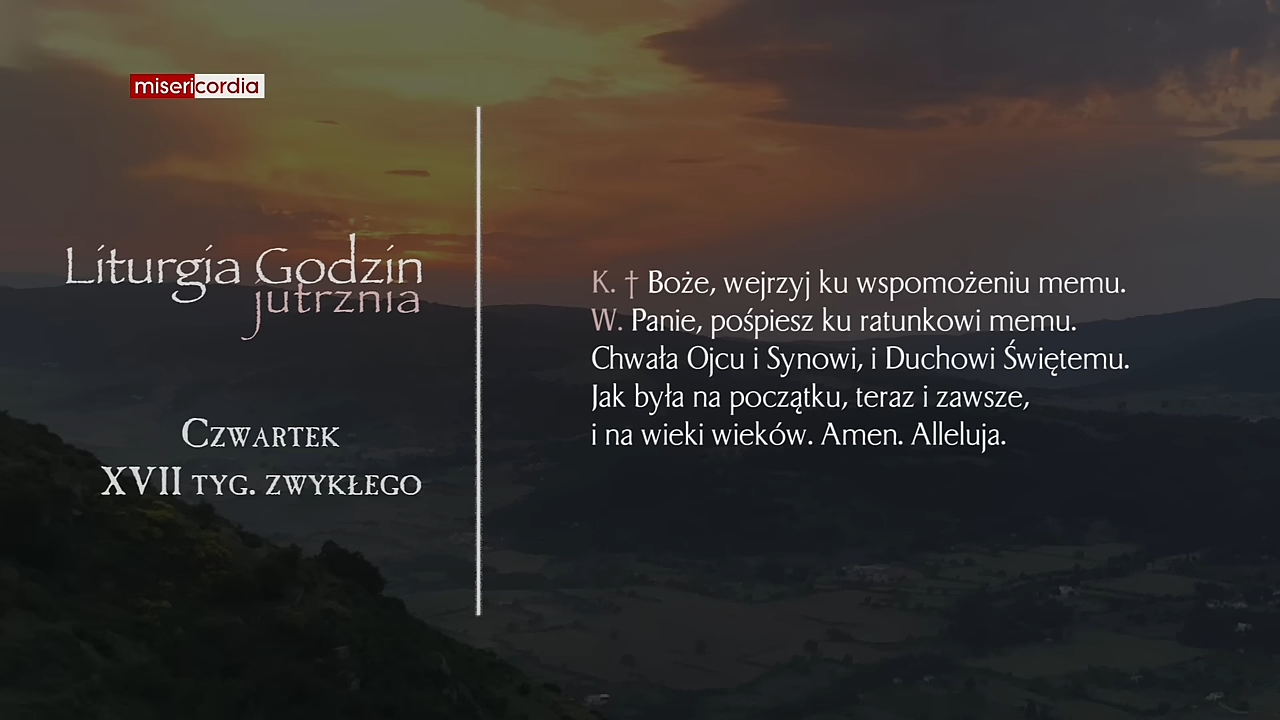 misericordia
Liturgia Godzin
jutrznia
Czwartek
XVII tyg. zwykłego
K. † Boże, wejrzyj ku wspomożeniu memu.
W. Panie, pośpiesz ku ratunkowi memu.
Chwała Ojcu i Synowi, i Duchowi Świętemu.
Jak była na początku, teraz i zawsze,
i na wieki wieków. Amen. Alleluja.